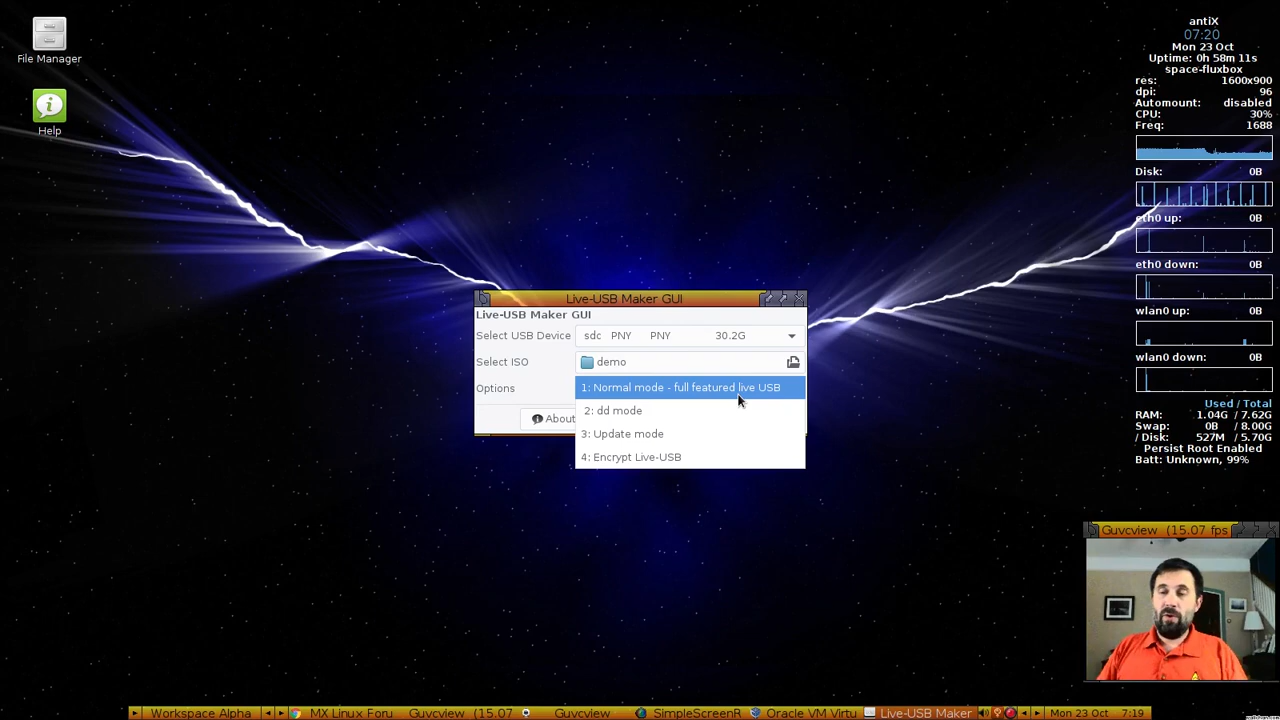 File Manager
Help
antiX
07:20
Mon 23 Oct
Uptime: 0h 58m 11s
space-fluxbox
res: 1600x900
dpi: 96
Automount: disabled
CPU: 30%
Freq: 1688
Disk: 0B
eth0 up: 0B
eth0 down: 0B
wlan0 up: 0B
wlan0 down: 0B
Used / Total
RAM: 1.04G / 7.62G
Swap: 0B / 8.00G
/ Disk: 527M / 5.70G
Persist Root Enabled
Batt: Unknown, 99%
Live-USB Maker GUI
Live-USB Maker GUI
Select USB Device sdc PNY PNY 30.2G
Select ISO demo
Options 1: Normal mode - full featured live USB
2: dd mode
About
3: Update mode
4: Encrypt Live-USB
Guvcview (15.07 fps
Workspace Alpha MX Linux Foru Guvcview (15.07 Guvcview SimpleScreenR Oracle VM Virtu Live-USB Maker Mon 23 Oct 7:19